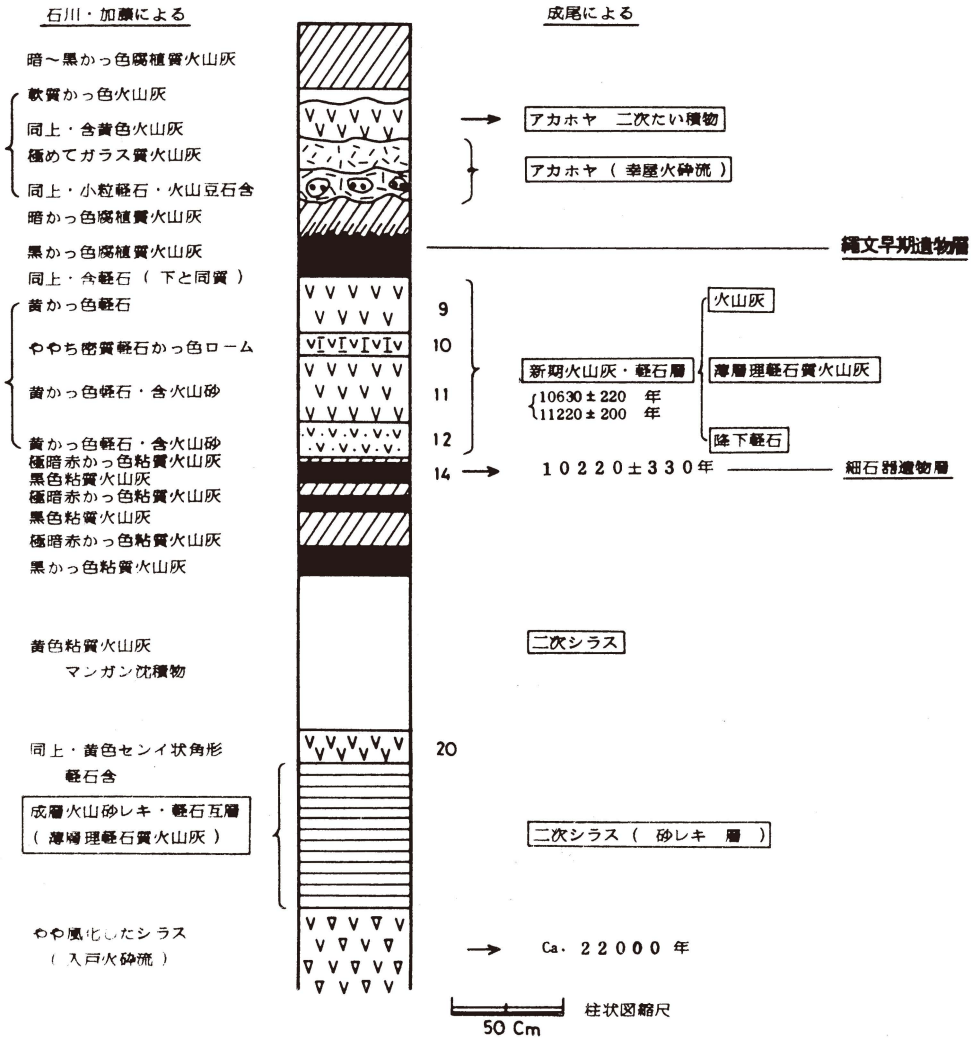 石川・加藤による
暗～黒かっ色腐植質火山灰
軟質かっ色火山灰
同上・含黄色火山灰
極めてガラス質火山灰
同上・小粒軽石・火山豆石含
暗かっ色腐植質火山灰
黒かっ色腐植質火山灰
同上・含軽石（下と同質）
黄かっ色軽石
ややち密質軽石かっ色ローム
黄かっ色軽石・含火山砂
黄かっ色軽石・含火山砂
極暗赤かっ色粘質火山灰
黒色粘質火山灰
極暗赤かっ色粘質火山灰
黒色粘質火山灰
極暗赤かっ色粘質火山灰
黒かっ色粘質火山灰
黄色粘質火山灰
マンガン沈積物
同上・黄色センイ状角形
軽石含
成層火山砂レキ・軽石互層
（薄層理軽石質火山灰）
やや風化したシラス
（入戸火砕流）
9
10
11
12
14
20
成尾による
アカホヤ 二次たい積物
アカホヤ（幸屋火砕流）
縄文早期遺物層
新期火山灰・軽石層
10630±220 年
11220±200 年
火山灰
薄層理軽石質火山灰
降下軽石
10220±330年
細石器遺物層
二次シラス
二次シラス（ 砂レキ 層 ）
Ca. 22000 年
50 Cm
柱状図縮尺